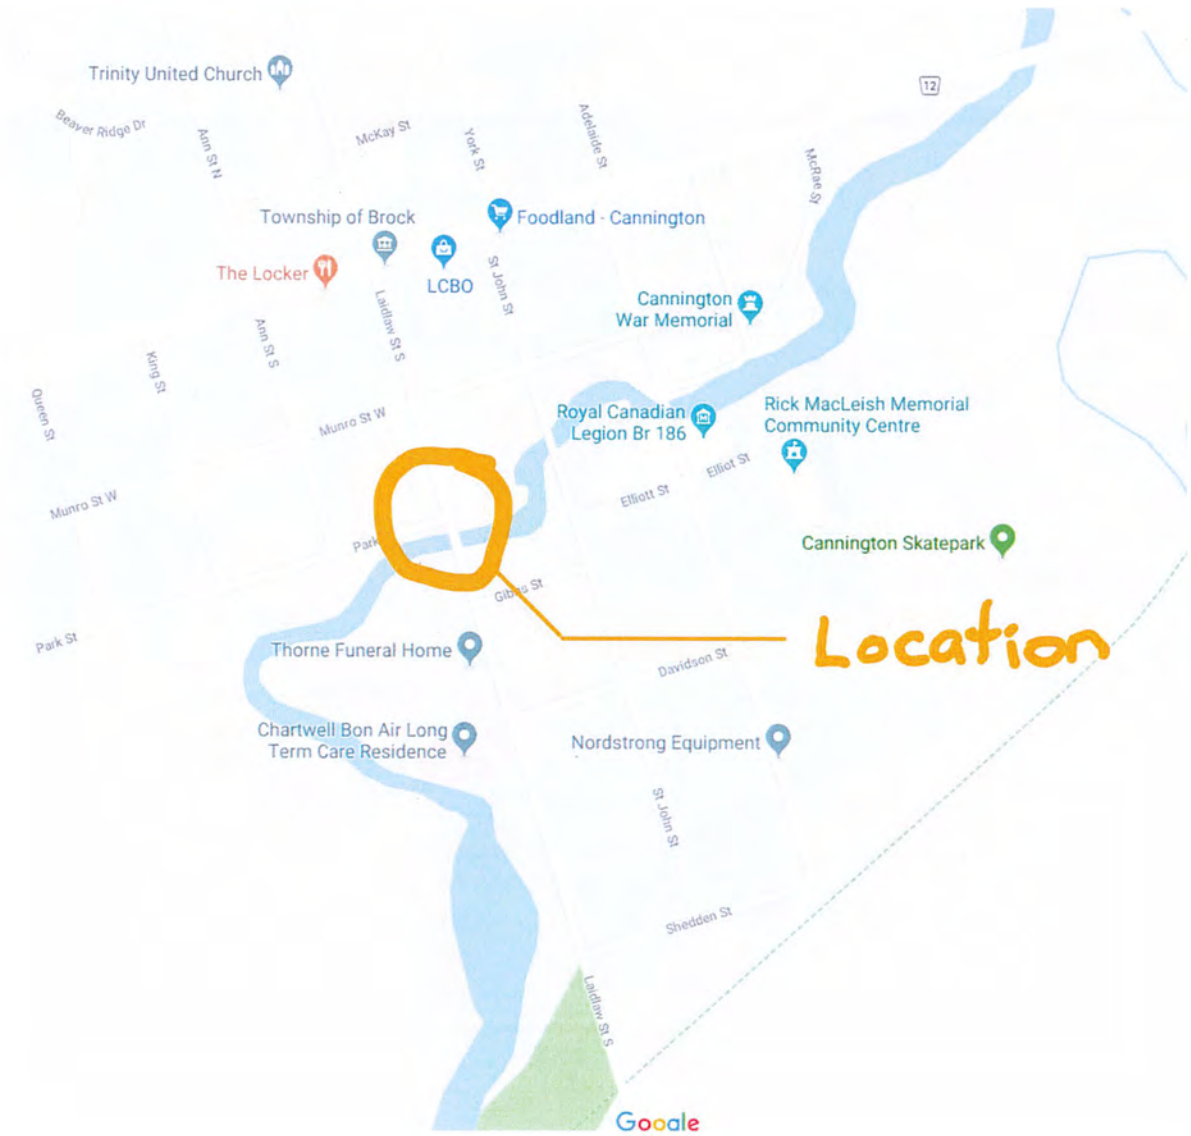 12
Trinity United Church
Beaver Ridge Dr
Ann St N
McKay St
York St
Adelaide St
McRae Sy
Township of Brock
Foodland - Cannington
The Locker
LCBO
St John St
Laidlaw St S
Cannington
War Memorial
Ann St S
King St
Queen St
Munro St W
Royal Canadian
Legion Br 186
Rick MacLeish Memorial
Community Centre
Elliot St
Elliott St
Munro St W
Park
Cannington Skatepark
Gibbs St
Location
Park St
Thorne Funeral Home
Davidson St
Chartwell Bon Air Long
Term Care Residence
Nordstrong Equipment
St John St
Shedden St
Laidlaw St S
Google